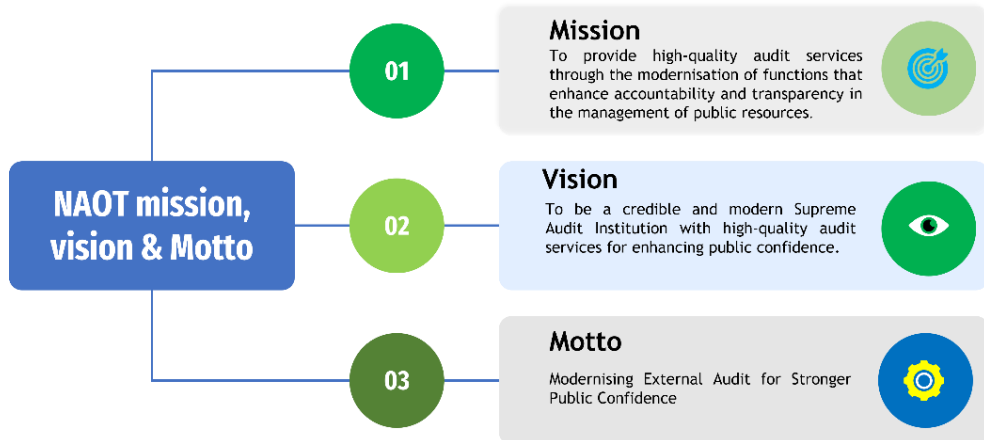 NAOT mission,
vision & Motto
01
Mission
To provide high-quality audit services
through the modernisation of functions that
enhance accountability and transparency in
the management of public resources.
02
Vision
To be a credible and modern Supreme
Audit Institution with high-quality audit
services for enhancing public confidence.
03
Motto
Modernising External Audit for Stronger
Public Confidence